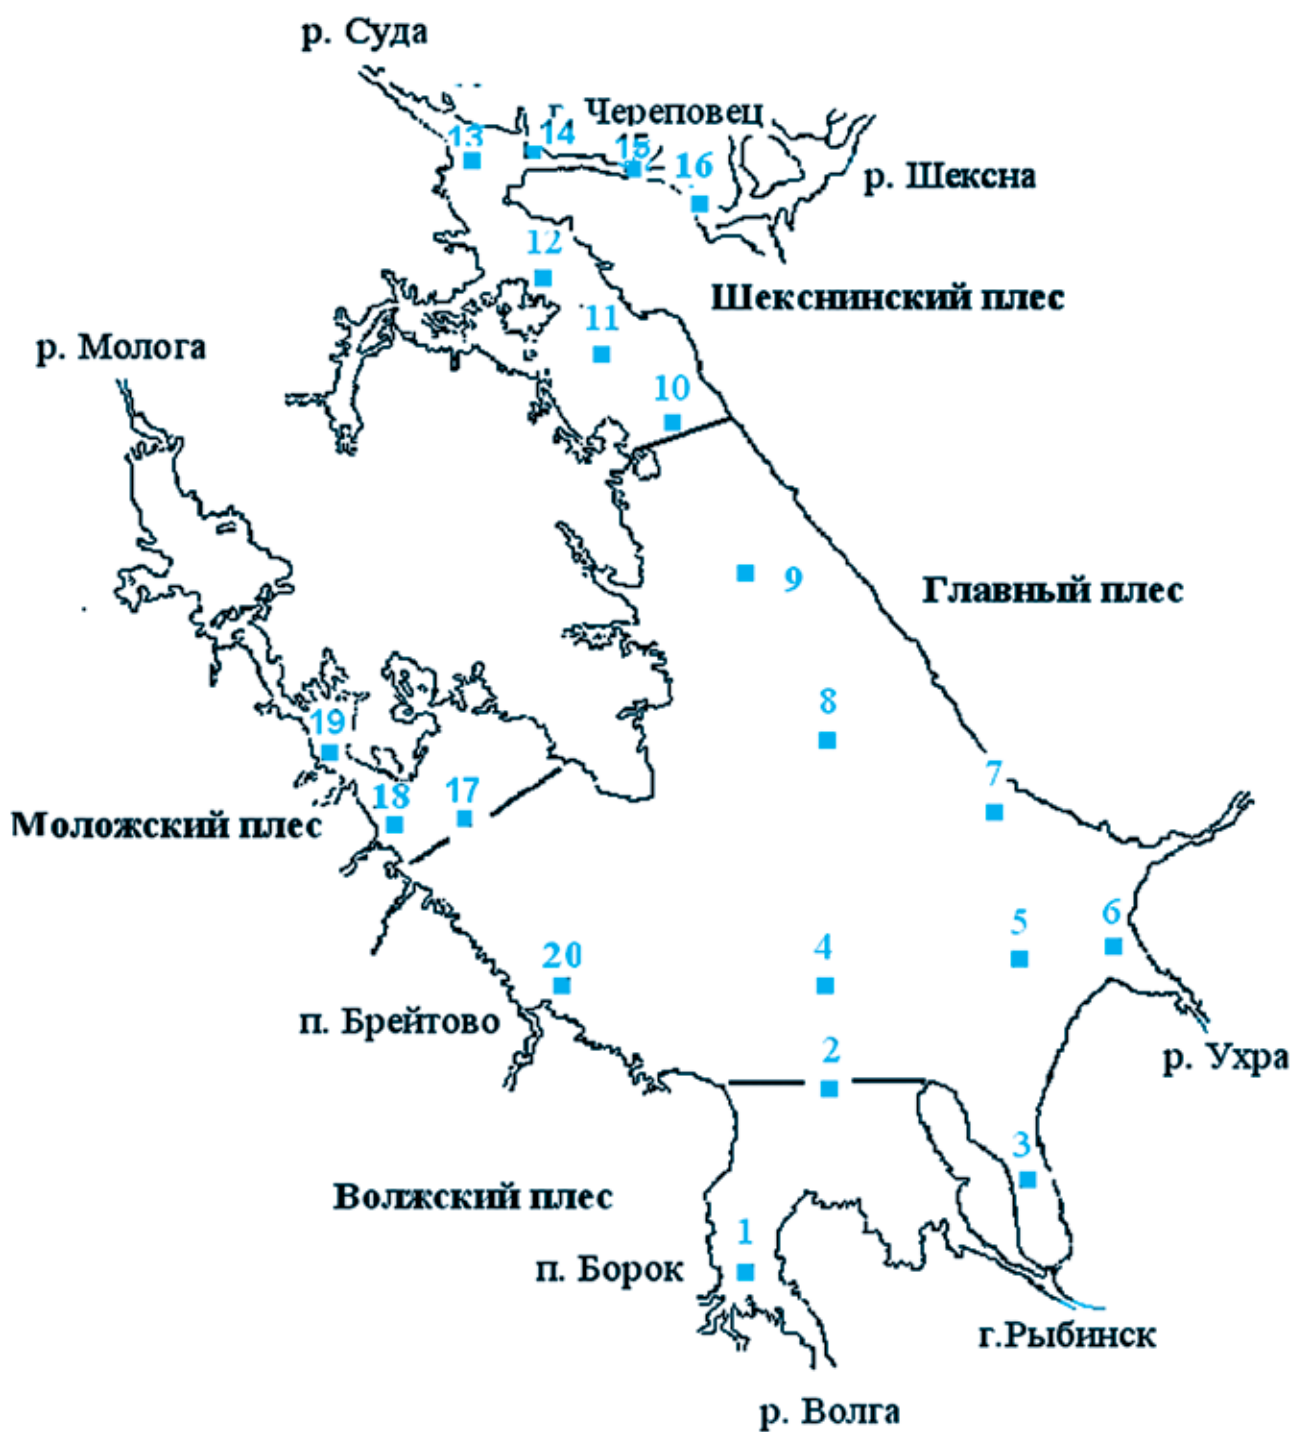 р. Суда
г. Череповец
13
14
15
16
р. Шексна
12
Шекснинский плес
11
р. Молога
10
9
Главный плес
8
19
7
17
18
Моложский плес
6
5
20
4
п. Брейтово
2
р. Ухра
3
Волжский плес
1
п. Борок
г.Рыбинск
р. Волга